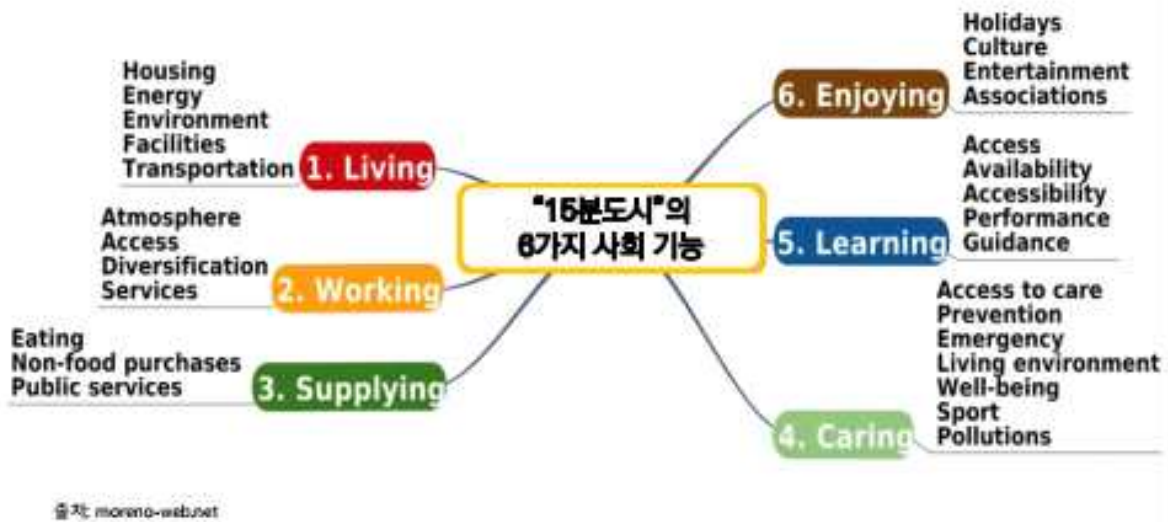 "15분도시"의
6가지 사회 기능
Housing
Energy
Environment
Facilities
Transportation
1. Living
Atmosphere
Access
Diversification
Services
2. Working
Eating
Non-food purchases
Public services
3. Supplying
Access to care
Prevention
Emergency
Living environment
Well-being
Sport
Pollutions
4. Caring
Access
Availability
Accessibility
Performance
Guidance
5. Learning
Holidays
Culture
Entertainment
Associations
6. Enjoying
출처: moreno-web.net